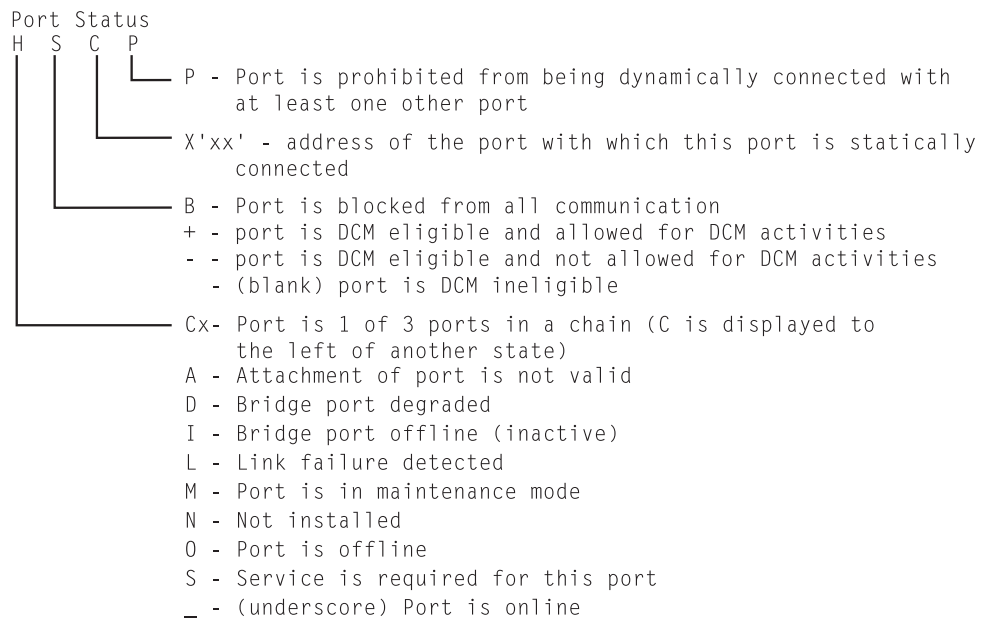 Port Status
H S C P
P - Port is prohibited from being dynamically connected with
at least one other port
X'xx' - address of the port with which this port is statically
connected
B - Port is blocked from all communication
+ - port is DCM eligible and allowed for DCM activities
- - port is DCM eligible and not allowed for DCM activities
- (blank) port is DCM ineligible
Cx- Port is 1 of 3 ports in a chain (C is displayed to
the left of another state)
A - Attachment of port is not valid
D - Bridge port degraded
I - Bridge port offline (inactive)
L - Link failure detected
M - Port is in maintenance mode
N - Not installed
O - Port is offline
S - Service is required for this port
_ - (underscore) Port is online